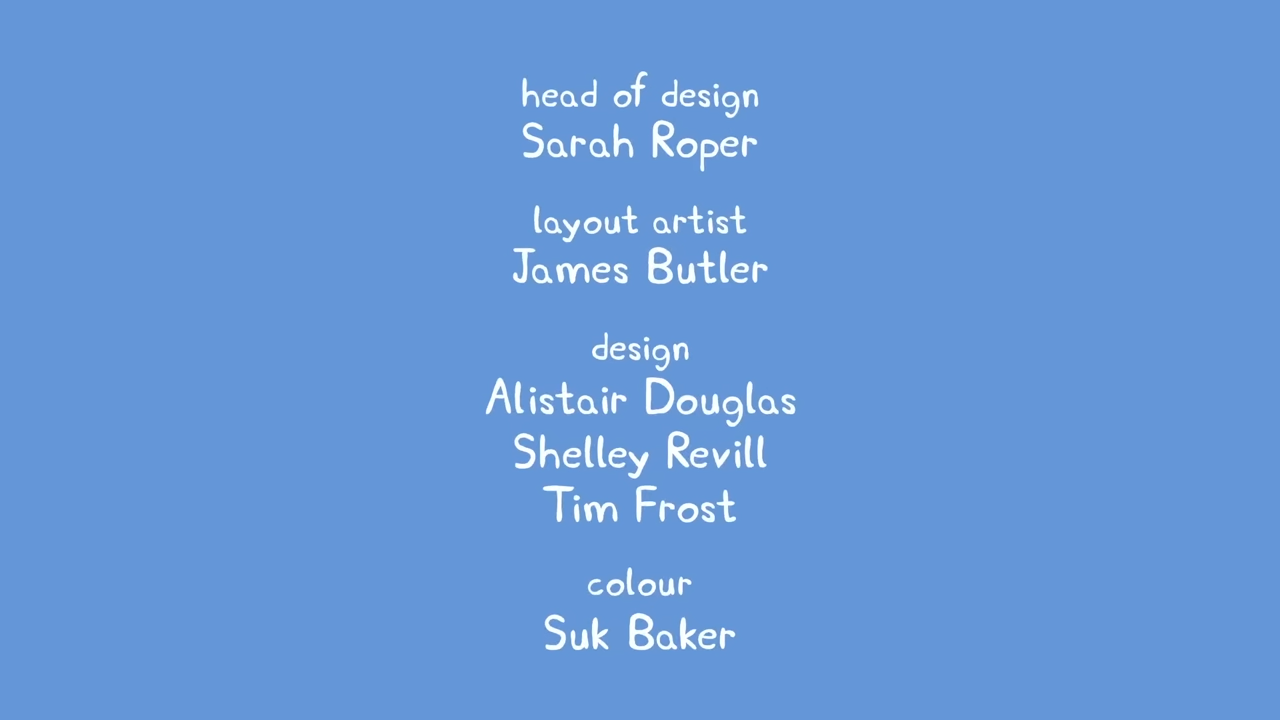 head of design
Sarah Roper
layout artist
James Butler
design
Alistair Douglas
Shelley Revill
Tim Frost
colour
Suk Baker